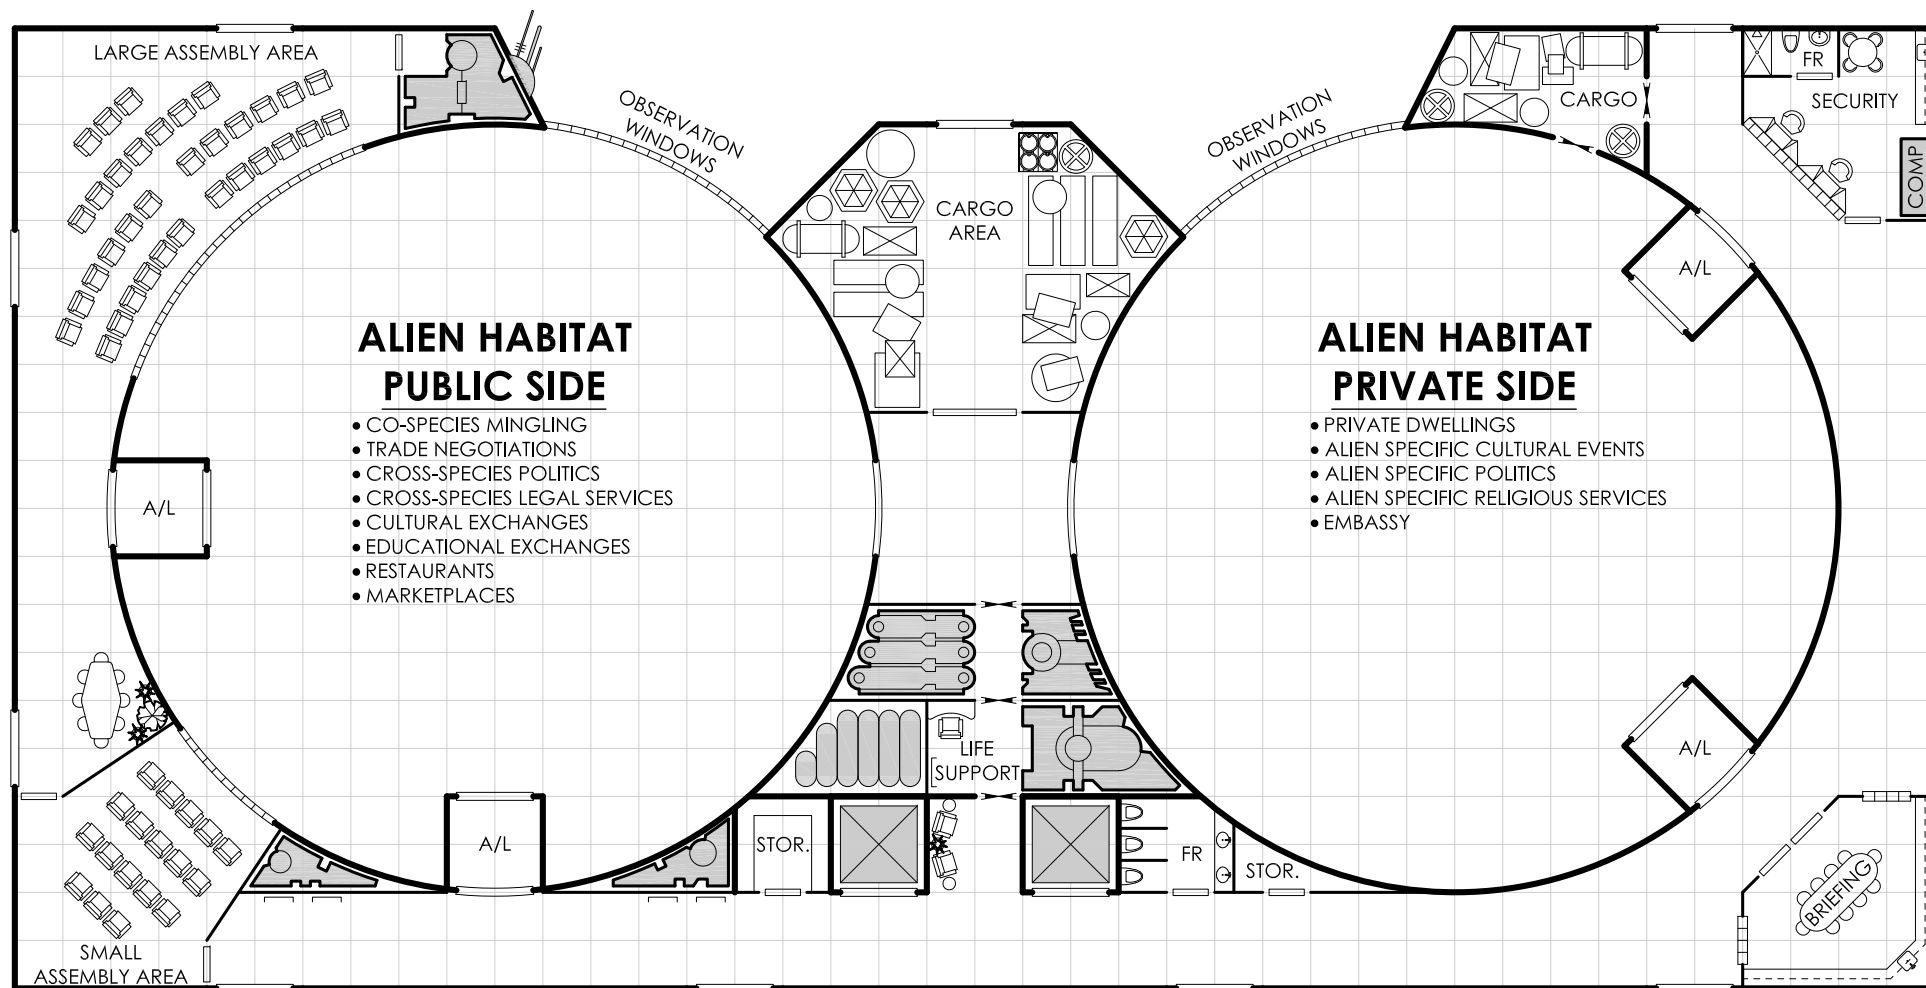 LARGE ASSEMBLY AREA
OBSERVATION
WINDOWS
CARGO
AREA
OBSERVATION
WINDOWS
CARGO
FR
SECURITY
COMP
A/L
ALIEN HABITAT
PUBLIC SIDE
• CO-SPECIES MINGLING
• TRADE NEGOTIATIONS
• CROSS-SPECIES POLITICS
• CROSS-SPECIES LEGAL SERVICES
• CULTURAL EXCHANGES
• EDUCATIONAL EXCHANGES
• RESTAURANTS
• MARKETPLACES
ALIEN HABITAT
PRIVATE SIDE
• PRIVATE DWELLINGS
• ALIEN SPECIFIC CULTURAL EVENTS
• ALIEN SPECIFIC POLITICS
• ALIEN SPECIFIC RELIGIOUS SERVICES
• EMBASSY
A/L
A/L
LIFE
SUPPORT
A/L
STOR.
FR
STOR.
BRIEFING
SMALL
ASSEMBLY AREA